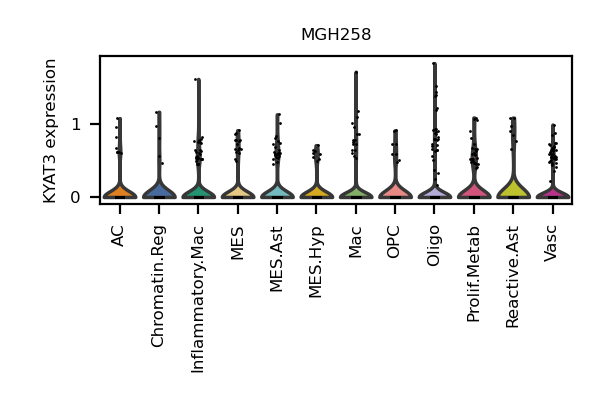 MGH258
KYAT3 expression
1
0
AC
Chromatin.Reg
Inflammatory.Mac
MES
MES.Ast
MES.Hyp
Mac
OPC
Oligo
Prolif.Metab
Reactive.Ast
Vasc